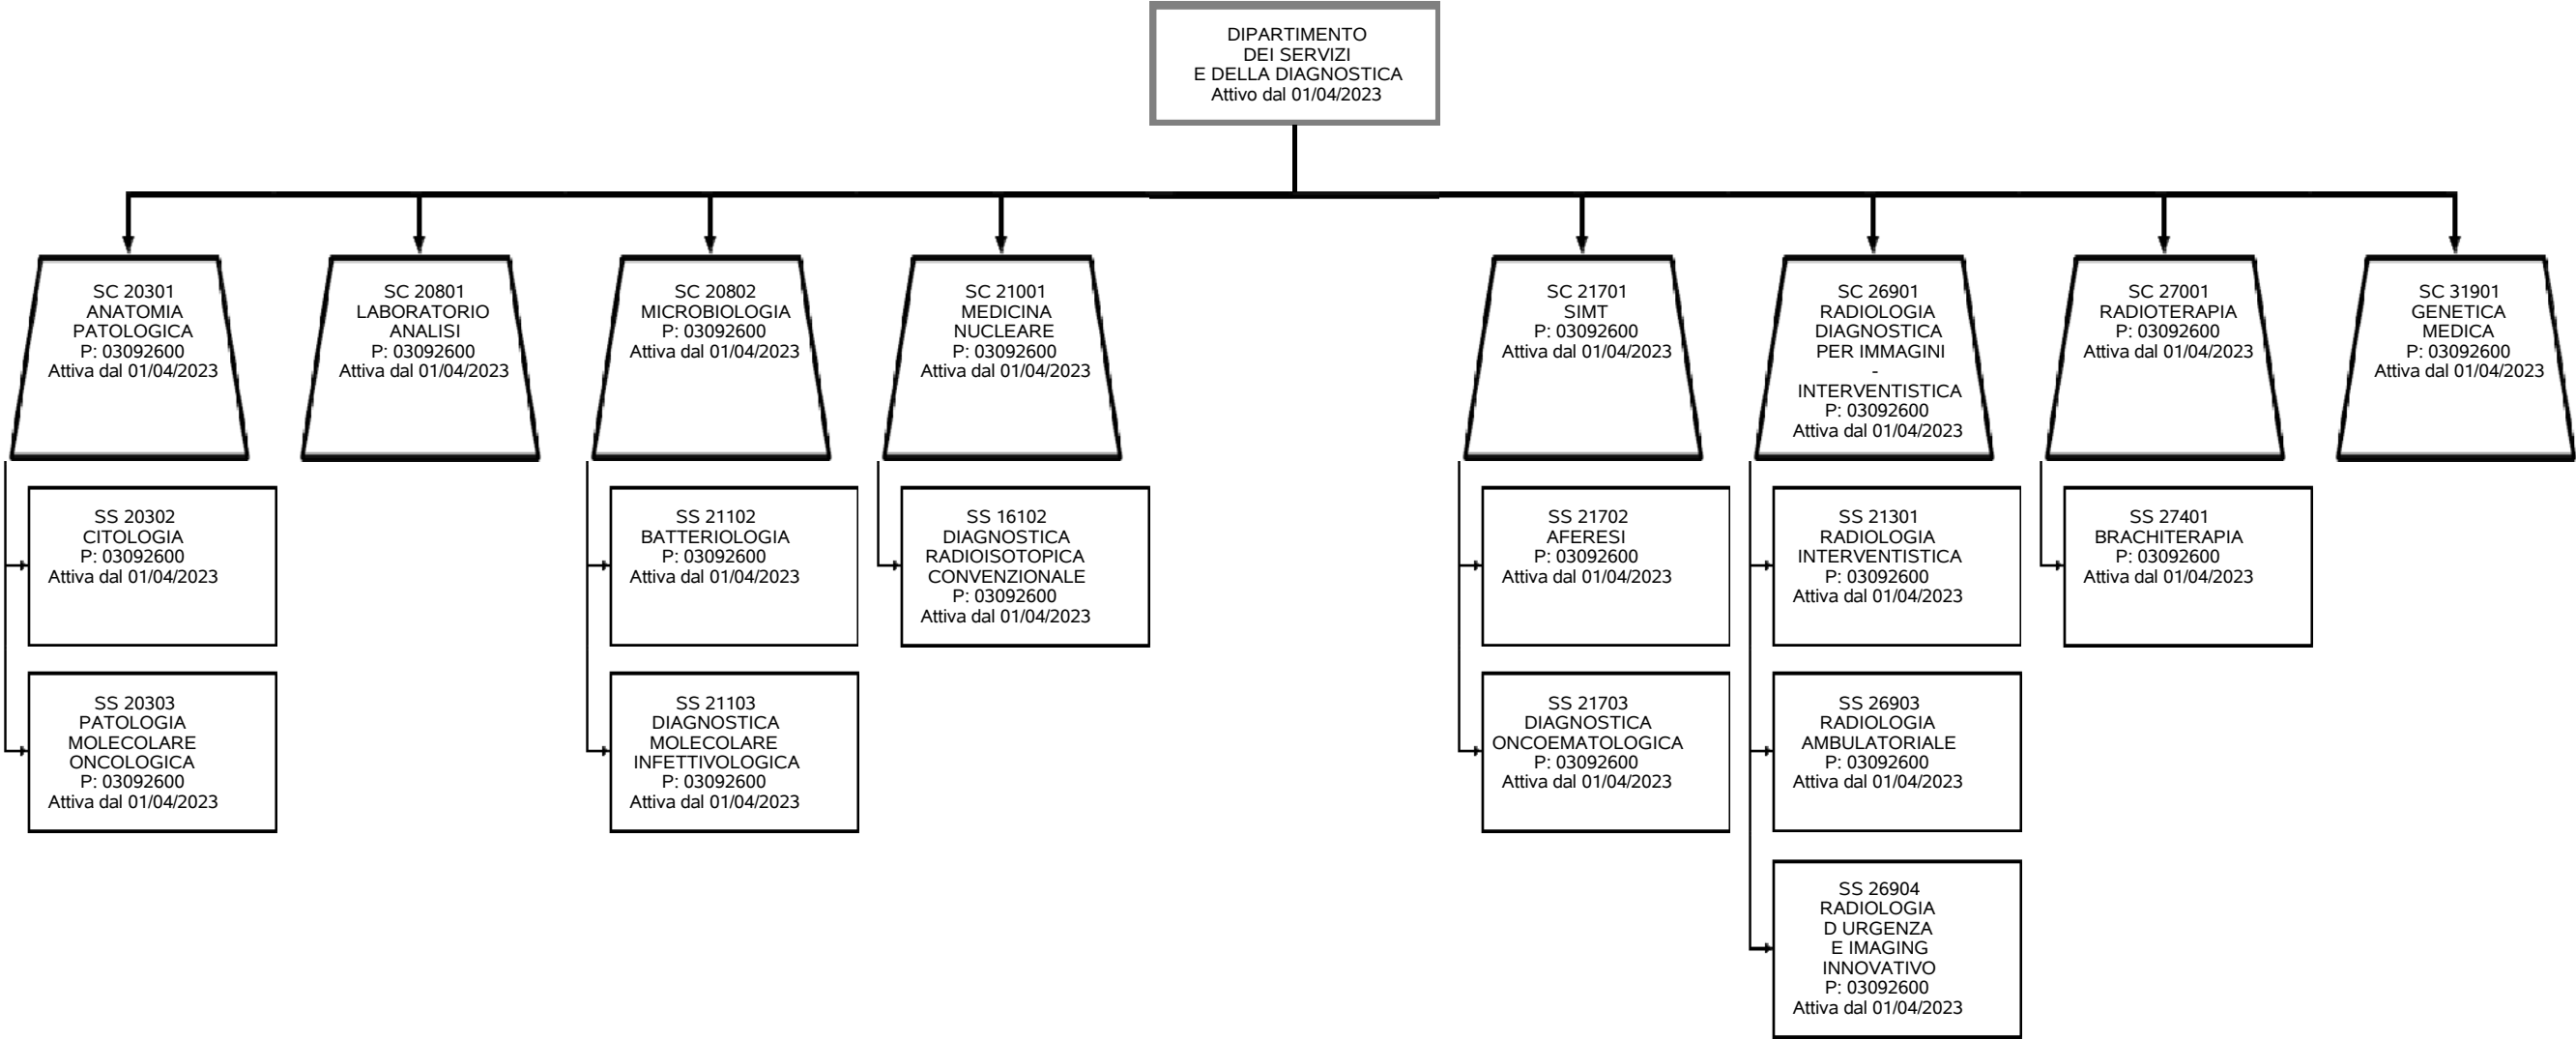 DIPARTIMENTO
DEI SERVIZI
E DELLA DIAGNOSTICA
Attivo dal 01/04/2023
SC 20301
ANATOMIA
PATOLOGICA
P: 03092600
Attiva dal 01/04/2023
SC 20801
LABORATORIO
ANALISI
P: 03092600
Attiva dal 01/04/2023
SC 20802
MICROBIOLOGIA
P: 03092600
Attiva dal 01/04/2023
SC 21001
MEDICINA
NUCLEARE
P: 03092600
Attiva dal 01/04/2023
SC 21701
SIMT
P: 03092600
Attiva dal 01/04/2023
SC 26901
RADIOLOGIA
DIAGNOSTICA
PER IMMAGINI
-
INTERVENTISTICA
P: 03092600
Attiva dal 01/04/2023
SC 27001
RADIOTERAPIA
P: 03092600
Attiva dal 01/04/2023
SC 31901
GENETICA
MEDICA
P: 03092600
Attiva dal 01/04/2023
SS 20302
CITOLOGIA
P: 03092600
Attiva dal 01/04/2023
SS 21102
BATTERIOLOGIA
P: 03092600
Attiva dal 01/04/2023
SS 16102
DIAGNOSTICA
RADIOISOTOPICA
CONVENZIONALE
P: 03092600
Attiva dal 01/04/2023
SS 21702
AFERESI
P: 03092600
Attiva dal 01/04/2023
SS 21301
RADIOLOGIA
INTERVENTISTICA
P: 03092600
Attiva dal 01/04/2023
SS 27401
BRACHITERAPIA
P: 03092600
Attiva dal 01/04/2023
SS 20303
PATOLOGIA
MOLECOLARE
ONCOLOGICA
P: 03092600
Attiva dal 01/04/2023
SS 21103
DIAGNOSTICA
MOLECOLARE
INFETTIVOLOGICA
P: 03092600
Attiva dal 01/04/2023
SS 21703
DIAGNOSTICA
ONCOEMATOLOGICA
P: 03092600
Attiva dal 01/04/2023
SS 26903
RADIOLOGIA
AMBULATORIALE
P: 03092600
Attiva dal 01/04/2023
SS 26904
RADIOLOGIA
D URGENZA
E IMAGING
INNOVATIVO
P: 03092600
Attiva dal 01/04/2023